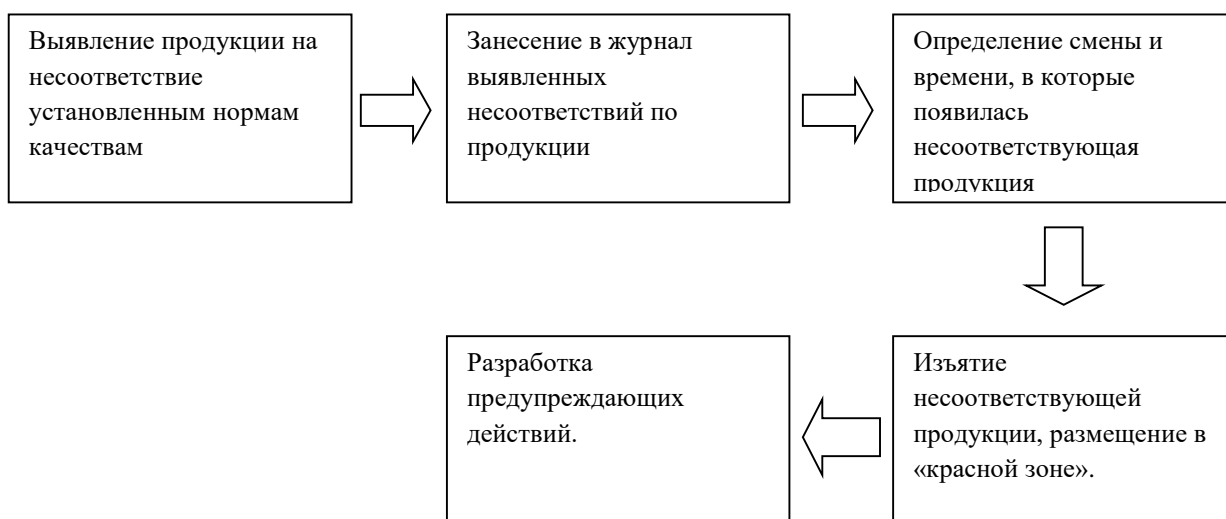 Выявление продукции на
несоответствие
установленным нормам
качествам
Занесение в журнал
выявленных
несоответствий по
продукции
Определение смены и
времени, в которые
появилась
несоответствующая
продукция
Изъятие
несоответствующей
продукции, размещение в
«красной зоне».
Разработка
предупреждающих
действий.